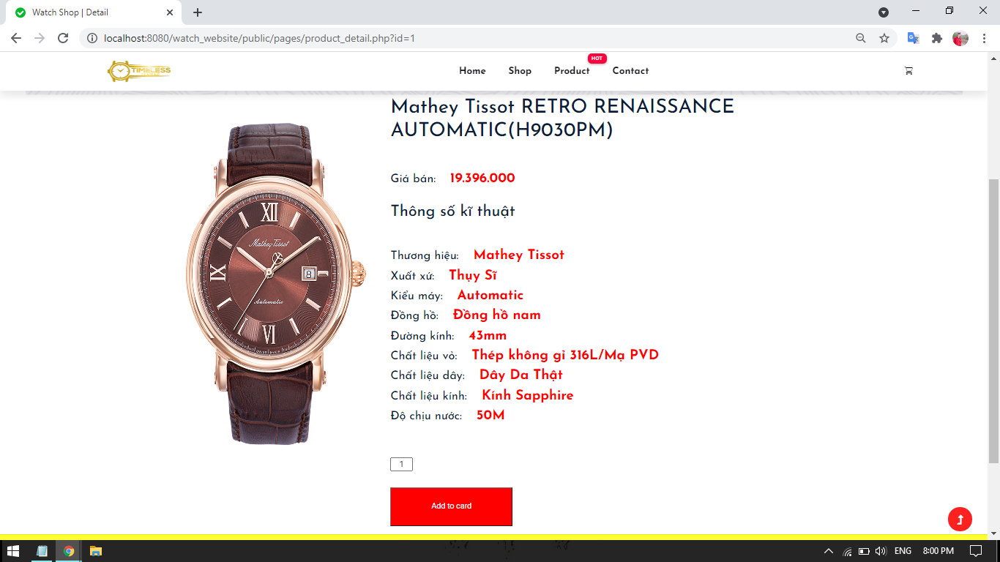 Watch Shop | Detail
localhost:8080/watch_website/public/pages/product_detail.php?id=1
TIMELESS
Home Shop Product HOT Contact
Mathey Tissot RETRO RENAISSANCE
AUTOMATIC(H9030PM)
Giá bán: 19.396.000
Thông số kĩ thuật
Thương hiệu: Mathey Tissot
Xuất xứ: Thụy Sĩ
Kiểu máy: Automatic
Đồng hồ: Đồng hồ nam
Đường kính: 43mm
Chất liệu vỏ: Thép không gỉ 316L/Mạ PVD
Chất liệu dây: Dây Da Thật
Chất liệu kính: Kính Sapphire
Độ chịu nước: 50M
XII
Mathey Tissot
IX
8
Automatic
VI
1
Add to card
ENG 8:00 PM